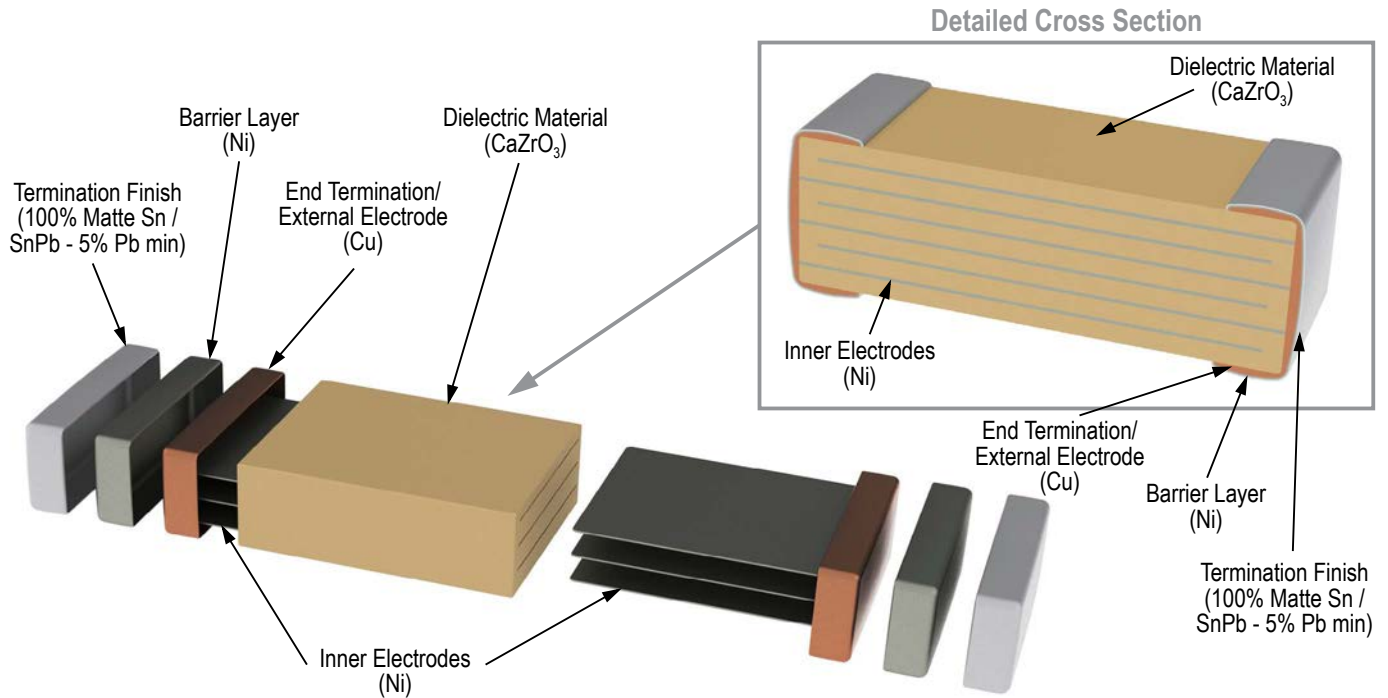 Detailed Cross Section
Dielectric Material
(CaZrO₃)
Inner Electrodes
(Ni)
End Termination/
External Electrode
(Cu)
Barrier Layer
(Ni)
Termination Finish
(100% Matte Sn /
SnPb - 5% Pb min)
Barrier Layer
(Ni)
Dielectric Material
(CaZrO₃)
Termination Finish
(100% Matte Sn /
SnPb - 5% Pb min)
End Termination/
External Electrode
(Cu)
Inner Electrodes
(Ni)